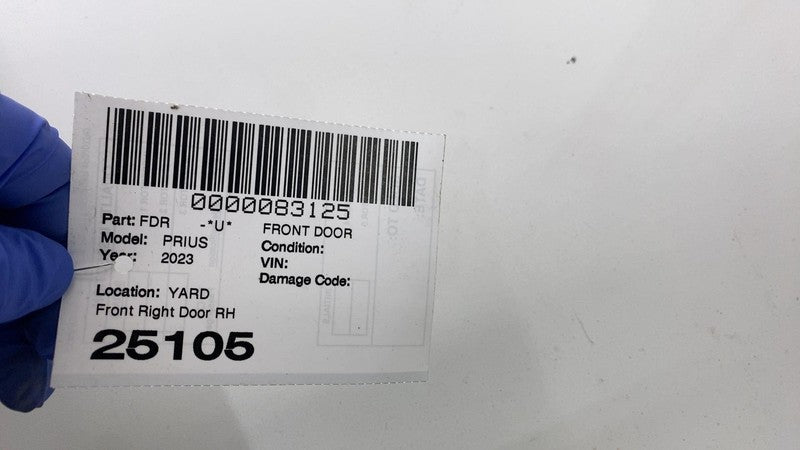 0000083125
Part: FDR -*U* FRONT DOOR
Model: PRIUS Condition:
Year: 2023 VIN:
Damage Code:
Location: YARD
Front Right Door RH
25105